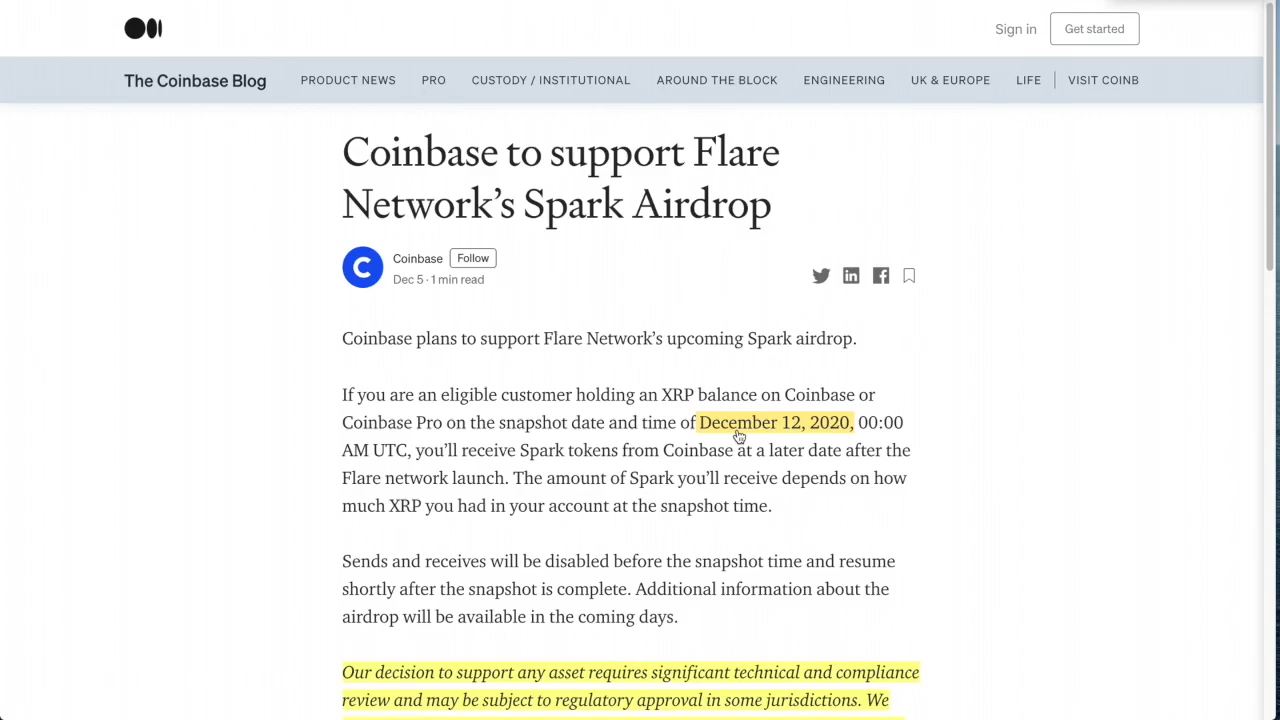 Sign in
Get started
The Coinbase Blog
PRODUCT NEWS
PRO
CUSTODY / INSTITUTIONAL
AROUND THE BLOCK
ENGINEERING
UK & EUROPE
LIFE
VISIT COINB
Coinbase to support Flare
Network’s Spark Airdrop
Coinbase
Follow
Dec 5 · 1 min read
Coinbase plans to support Flare Network’s upcoming Spark airdrop.
If you are an eligible customer holding an XRP balance on Coinbase or
Coinbase Pro on the snapshot date and time of December 12, 2020, 00:00
AM UTC, you’ll receive Spark tokens from Coinbase at a later date after the
Flare network launch. The amount of Spark you’ll receive depends on how
much XRP you had in your account at the snapshot time.
Sends and receives will be disabled before the snapshot time and resume
shortly after the snapshot is complete. Additional information about the
airdrop will be available in the coming days.
Our decision to support any asset requires significant technical and compliance
review and may be subject to regulatory approval in some jurisdictions. We